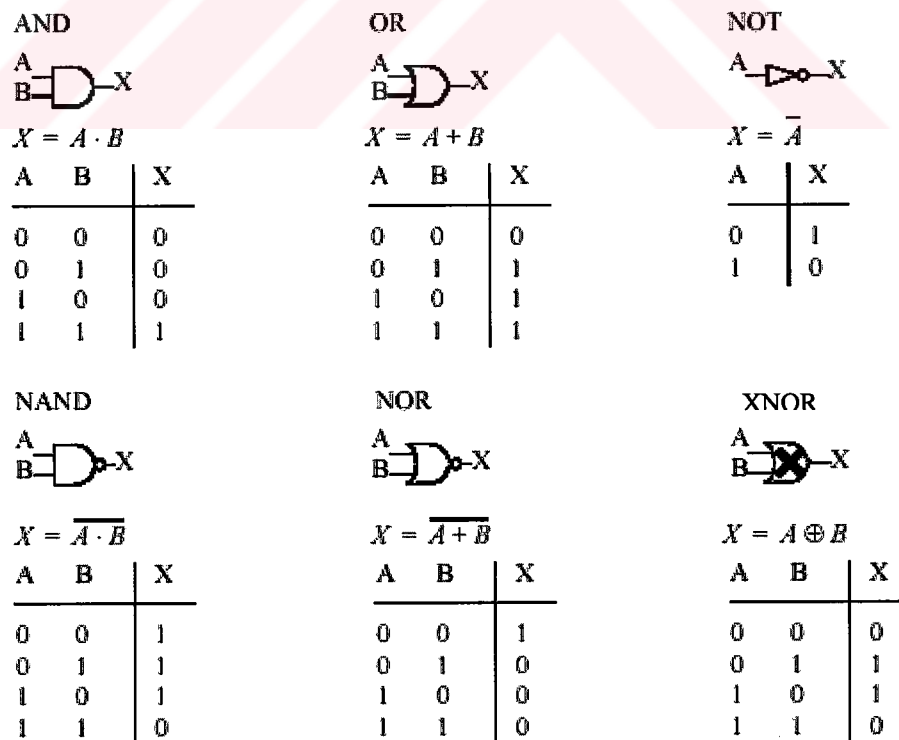 AND
A
B X
X = A · B
A B X
0 0 0
0 1 0
1 0 0
1 1 1
OR
A
B X
X = A + B
A B X
0 0 0
0 1 1
1 0 1
1 1 1
NOT
A X
X = A̅
A X
0 1
1 0
NAND
A
B X
X = A̅ ·̅ B̅
A B X
0 0 1
0 1 1
1 0 1
1 1 0
NOR
A
B X
X = A̅ +̅ B̅
A B X
0 0 1
0 1 0
1 0 0
1 1 0
XNOR
A
B X
X = A ⊕ B
A B X
0 0 0
0 1 1
1 0 1
1 1 0